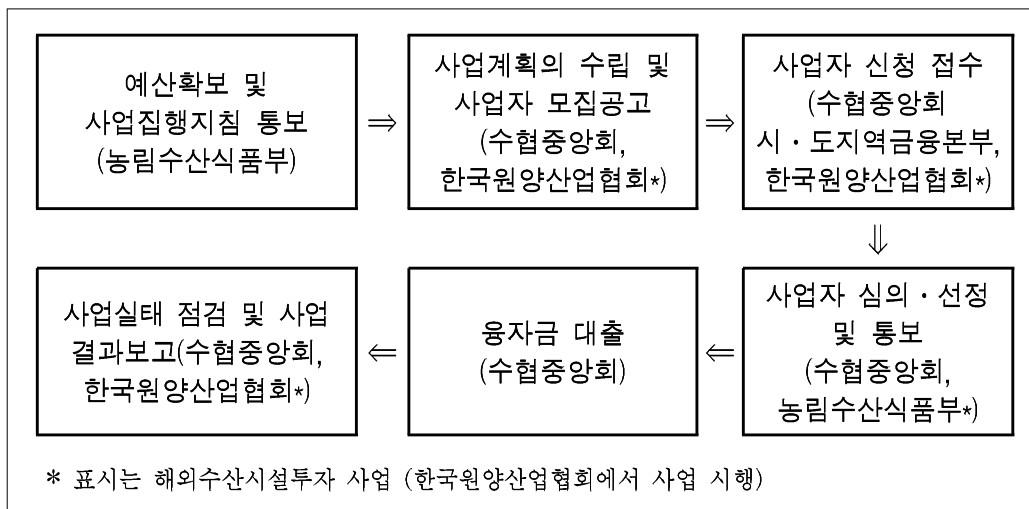 예산확보 및
사업집행지침 통보
(농림수산식품부)
⇒
사업계획의 수립 및
사업자 모집공고
(수협중앙회,
한국원양산업협회*)
⇒
사업자 신청 접수
(수협중앙회
시·도지역금융본부,
한국원양산업협회*)
⇓
사업자 심의·선정
및 통보
(수협중앙회,
농림수산식품부*)
⇐
융자금 대출
(수협중앙회)
⇐
사업실태 점검 및 사업
결과보고(수협중앙회,
한국원양산업협회*)
* 표시는 해외수산시설투자 사업 (한국원양산업협회에서 사업 시행)